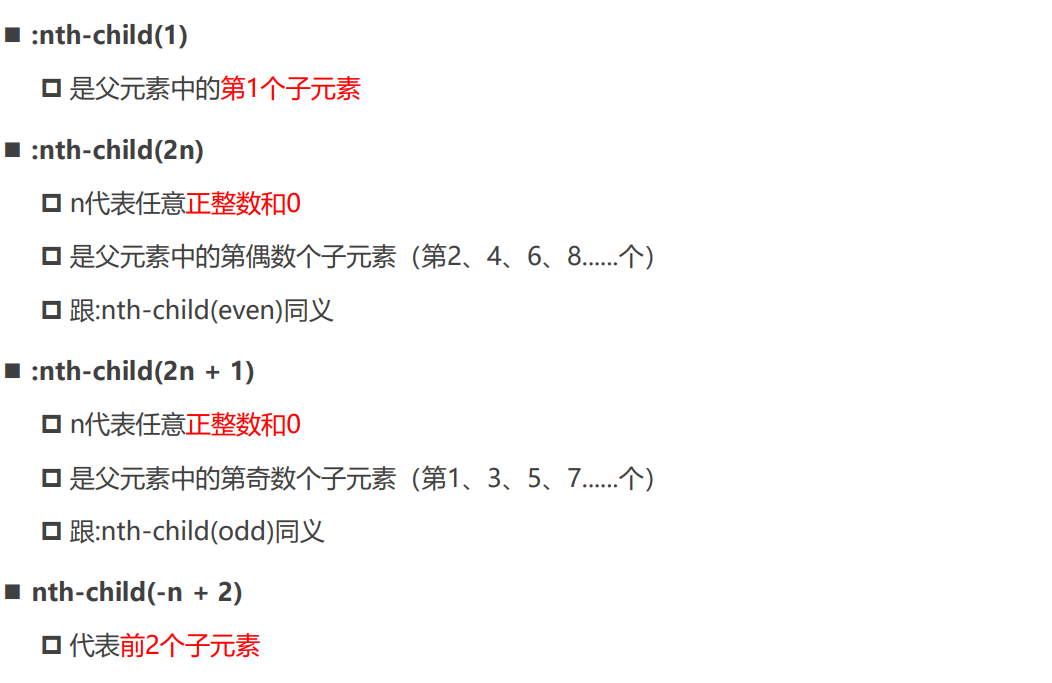 :nth-child(1)
是父元素中的第1个子元素
:nth-child(2n)
n代表任意正整数和0
是父元素中的第偶数个子元素（第2、4、6、8......个）
跟:nth-child(even)同义
:nth-child(2n + 1)
n代表任意正整数和0
是父元素中的第奇数个子元素（第1、3、5、7......个）
跟:nth-child(odd)同义
nth-child(-n + 2)
代表前2个子元素